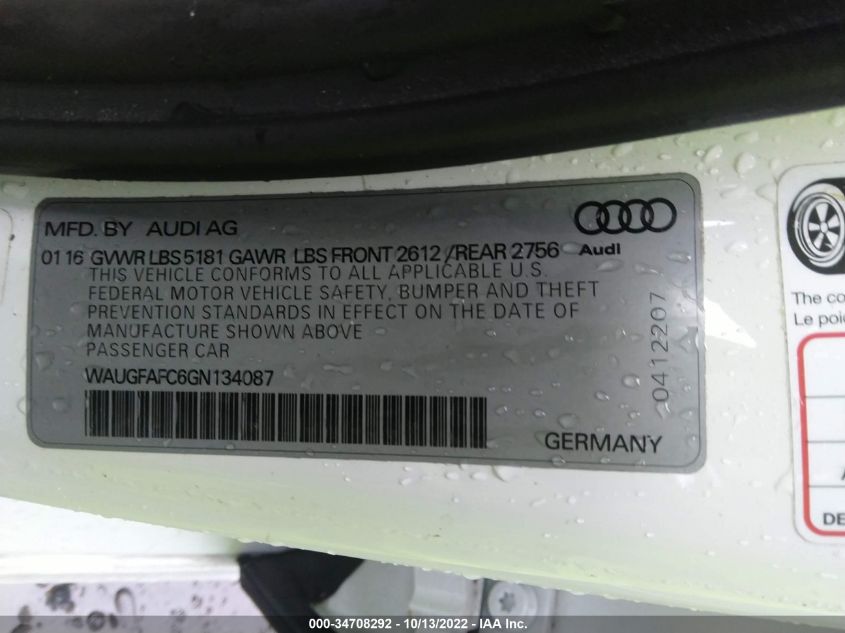 MFD. BY AUDI AG
01 16 GVWR LBS 5181 GAWR LBS FRONT 2612 /REAR 2756
Audi
THIS VEHICLE CONFORMS TO ALL APPLICABLE U.S.
FEDERAL MOTOR VEHICLE SAFETY, BUMPER AND THEFT
PREVENTION STANDARDS IN EFFECT ON THE DATE OF
MANUFACTURE SHOWN ABOVE
PASSENGER CAR
WAUGFAFC6GN134087
GERMANY
0412207
The co
Le poi
DE
000-34708292 - 10/13/2022 - IAA Inc.